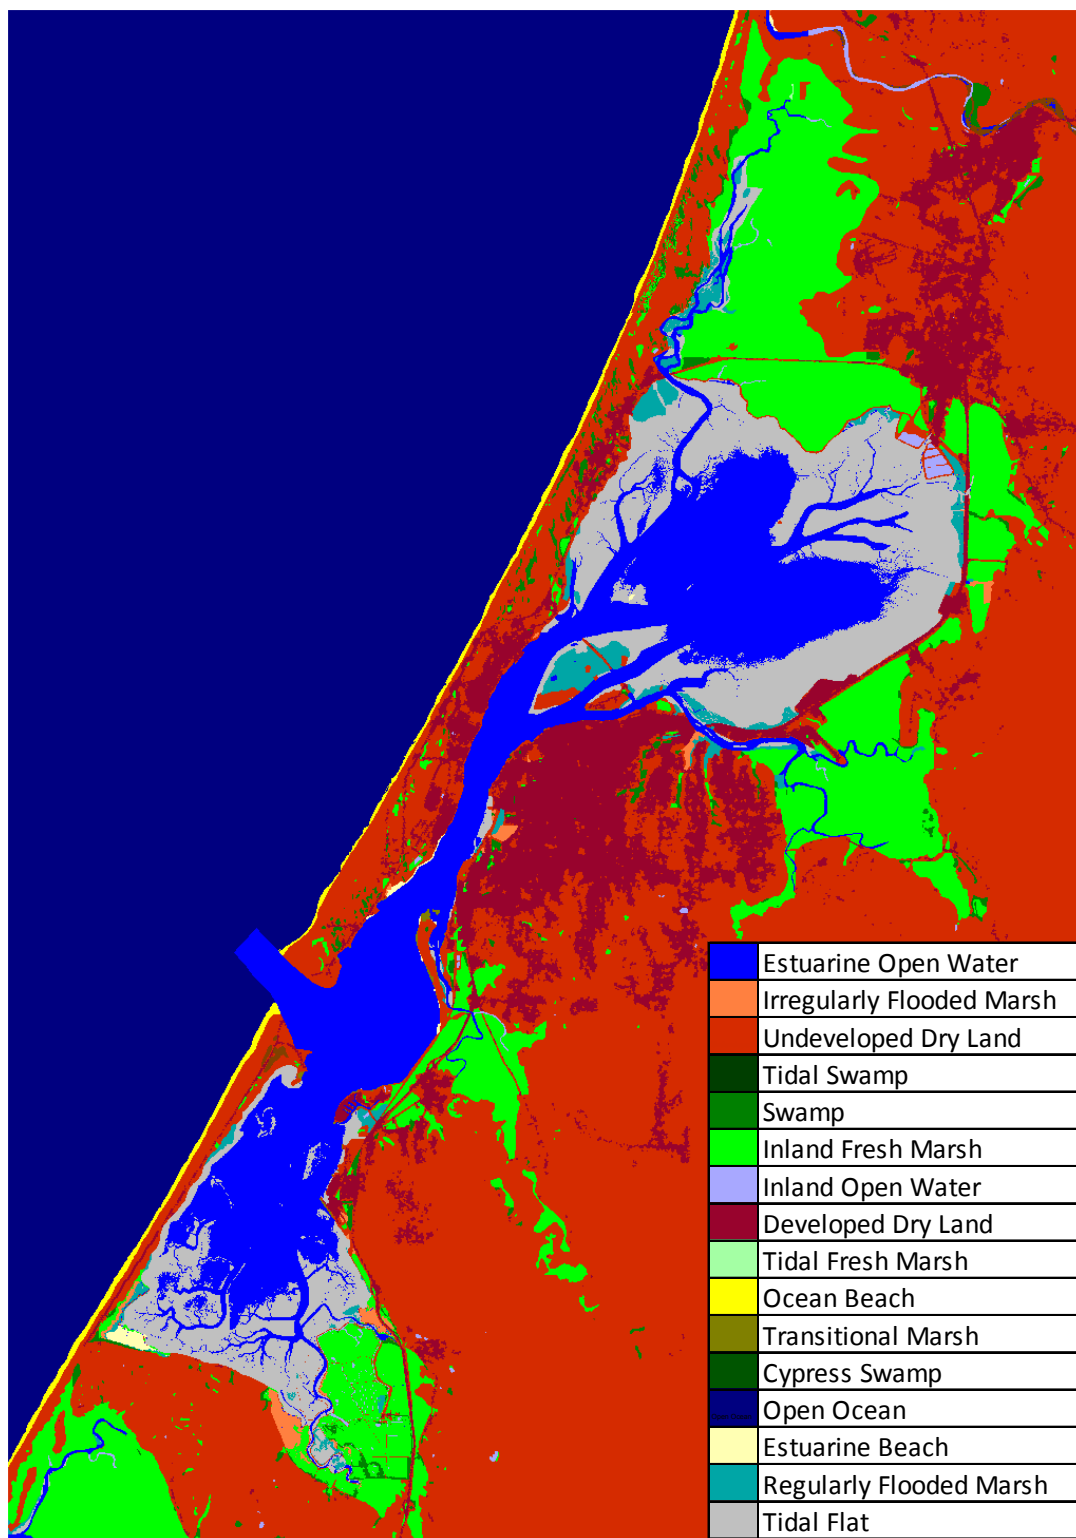 Estuarine Open Water
Irregularly Flooded Marsh
Undeveloped Dry Land
Tidal Swamp
Swamp
Inland Fresh Marsh
Inland Open Water
Developed Dry Land
Tidal Fresh Marsh
Ocean Beach
Transitional Marsh
Cypress Swamp
Open Ocean
Estuarine Beach
Regularly Flooded Marsh
Tidal Flat